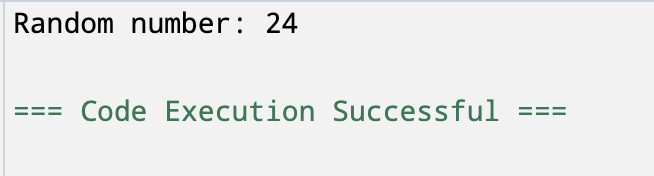 Random number: 24
=== Code Execution Successful ===